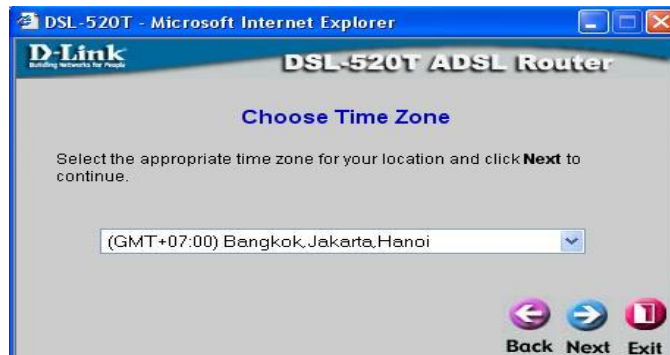 DSL-520T - Microsoft Internet Explorer
D-Link
Building Networks for People
DSL-520T ADSL Router
Choose Time Zone
Select the appropriate time zone for your location and click Next to
continue.
(GMT+07:00) Bangkok,Jakarta,Hanoi
Back Next Exit